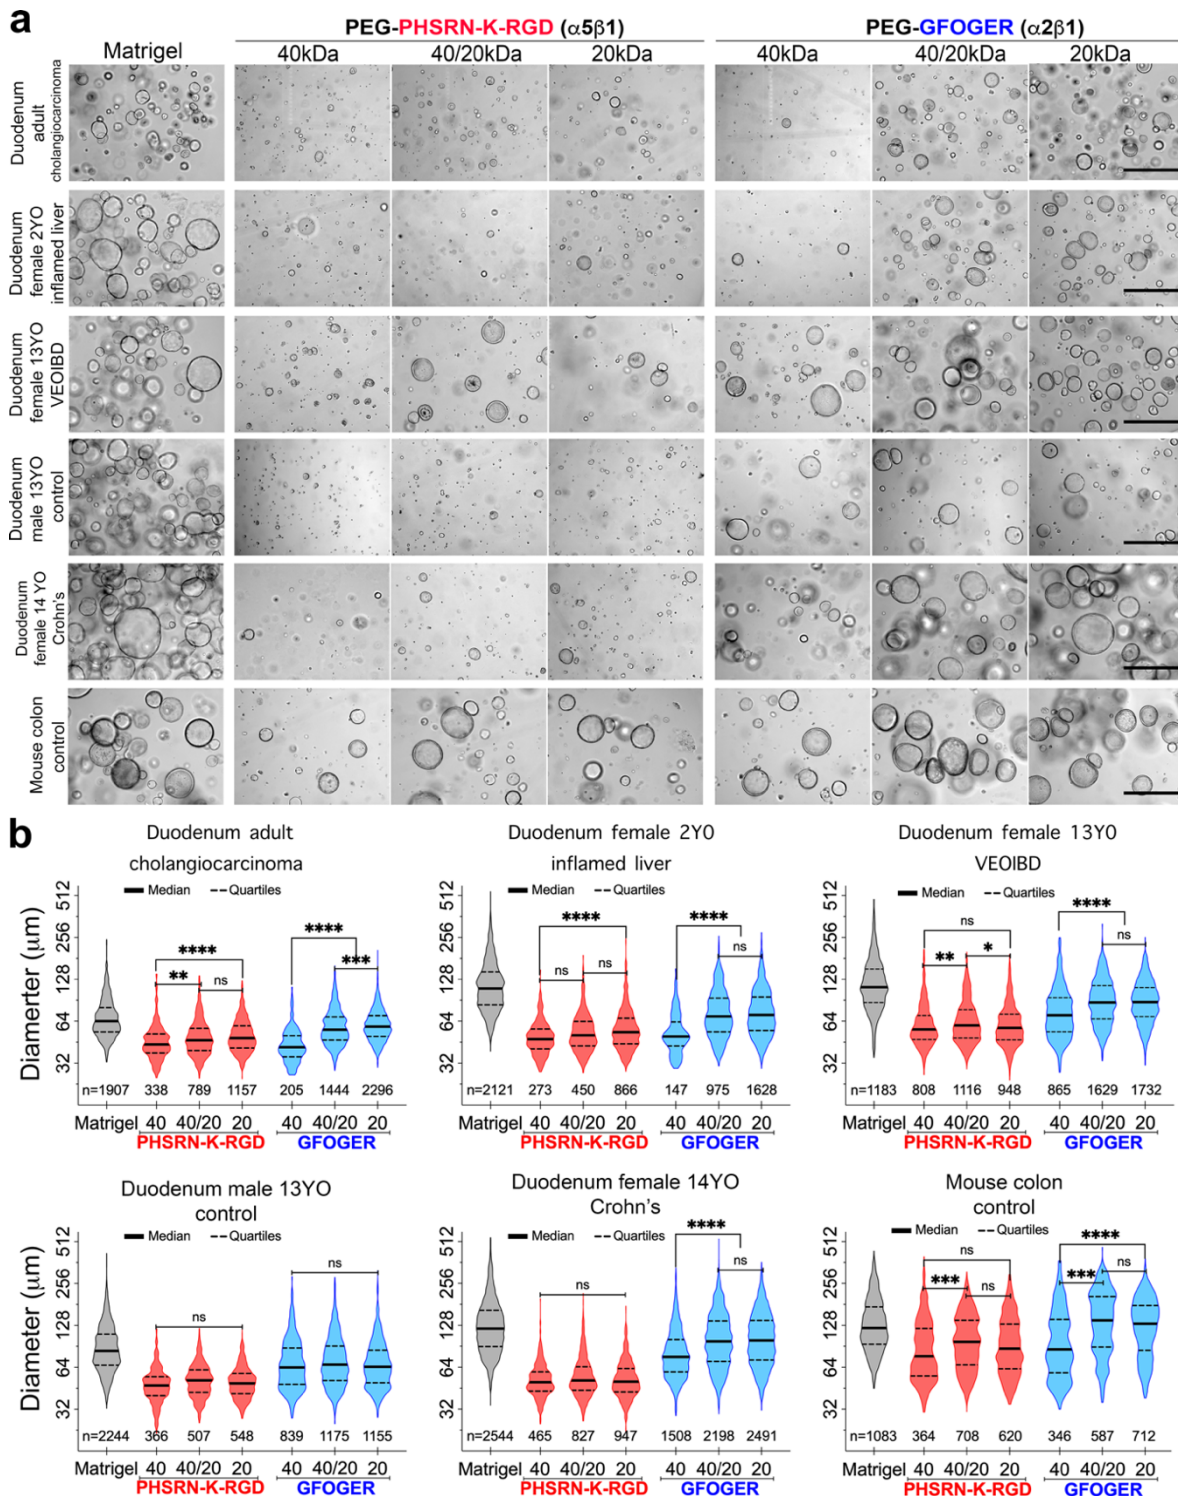 a
PEG-PHSRN-K-RGD (α5β1)
PEG-GFOGER (α2β1)
Matrigel
40kDa
40/20kDa
20kDa
40kDa
40/20kDa
20kDa
Duodenum
adult
cholangiocarcinoma
Duodenum
female 2YO
inflamed liver
Duodenum
female 13YO
VEOIBD
Duodenum
male 13YO
control
Duodenum
female 14 YO
Crohn's
Mouse colon
control
b
Duodenum adult
cholangiocarcinoma
Median
Quartiles
Diamerter (μm)
512
256
128
64
32
****
**
ns
****
***
n=1907
338
789
1157
205
1444
2296
Matrigel
40
40/20
20
40
40/20
20
PHSRN-K-RGD
GFOGER
Duodenum female 2Y0
inflamed liver
Median
Quartiles
512
256
128
64
32
****
ns
ns
****
ns
n=2121
273
450
866
147
975
1628
Matrigel
40
40/20
20
40
40/20
20
PHSRN-K-RGD
GFOGER
Duodenum female 13Y0
VEOIBD
Median
Quartiles
512
256
128
64
32
ns
**
*
****
ns
n=1183
808
1116
948
865
1629
1732
Matrigel
40
40/20
20
40
40/20
20
PHSRN-K-RGD
GFOGER
Duodenum male 13YO
control
Median
Quartiles
Diameter (μm)
512
256
128
64
32
ns
ns
n=2244
366
507
548
839
1175
1155
Matrigel
40
40/20
20
40
40/20
20
PHSRN-K-RGD
GFOGER
Duodenum female 14YO
Crohn's
Median
Quartiles
512
256
128
64
32
ns
****
ns
n=2544
465
827
947
1508
2198
2491
Matrigel
40
40/20
20
40
40/20
20
PHSRN-K-RGD
GFOGER
Mouse colon
control
Median
Quartiles
512
256
128
64
32
ns
***
ns
****
***
ns
n=1083
364
708
620
346
587
712
Matrigel
40
40/20
20
40
40/20
20
PHSRN-K-RGD
GFOGER